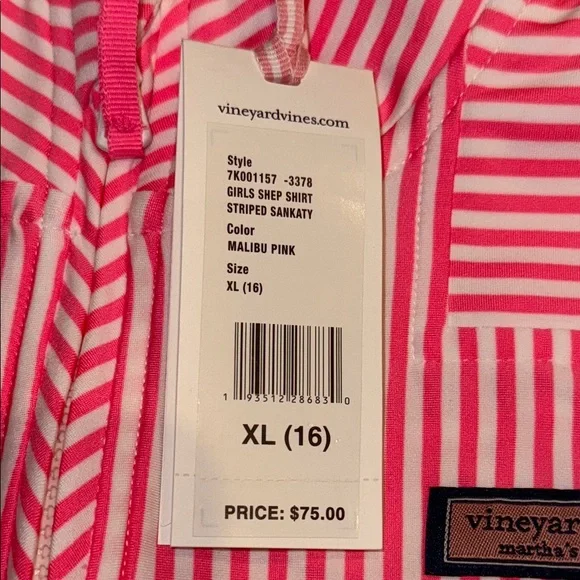 vineyardvines.com
Style
7K001157 -3378
GIRLS SHEP SHIRT
STRIPED SANKATY
Color
MALIBU PINK
Size
XL (16)
1 93512 28683 0
XL (16)
PRICE: $75.00
vineyar
martha's